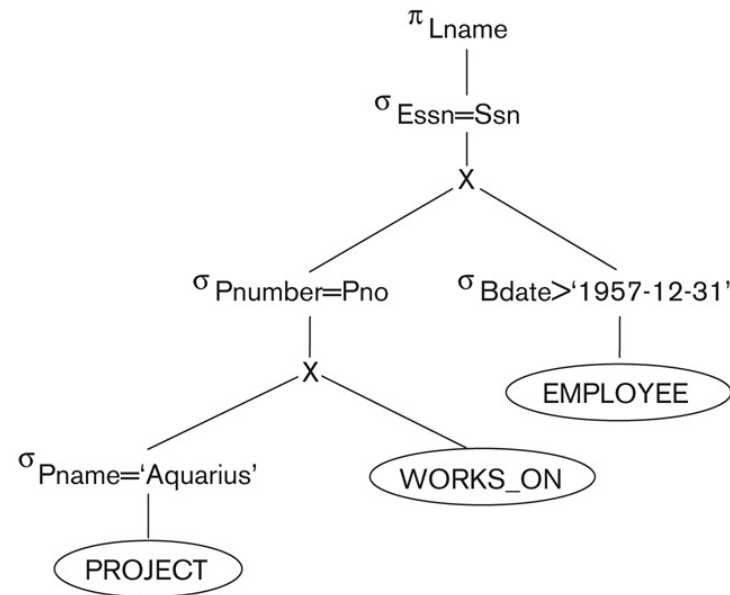 π Lname
σ Essn=Ssn
X
σ Pnumber=Pno
σ Bdate>‘1957-12-31’
X
EMPLOYEE
σ Pname=‘Aquarius’
WORKS_ON
PROJECT